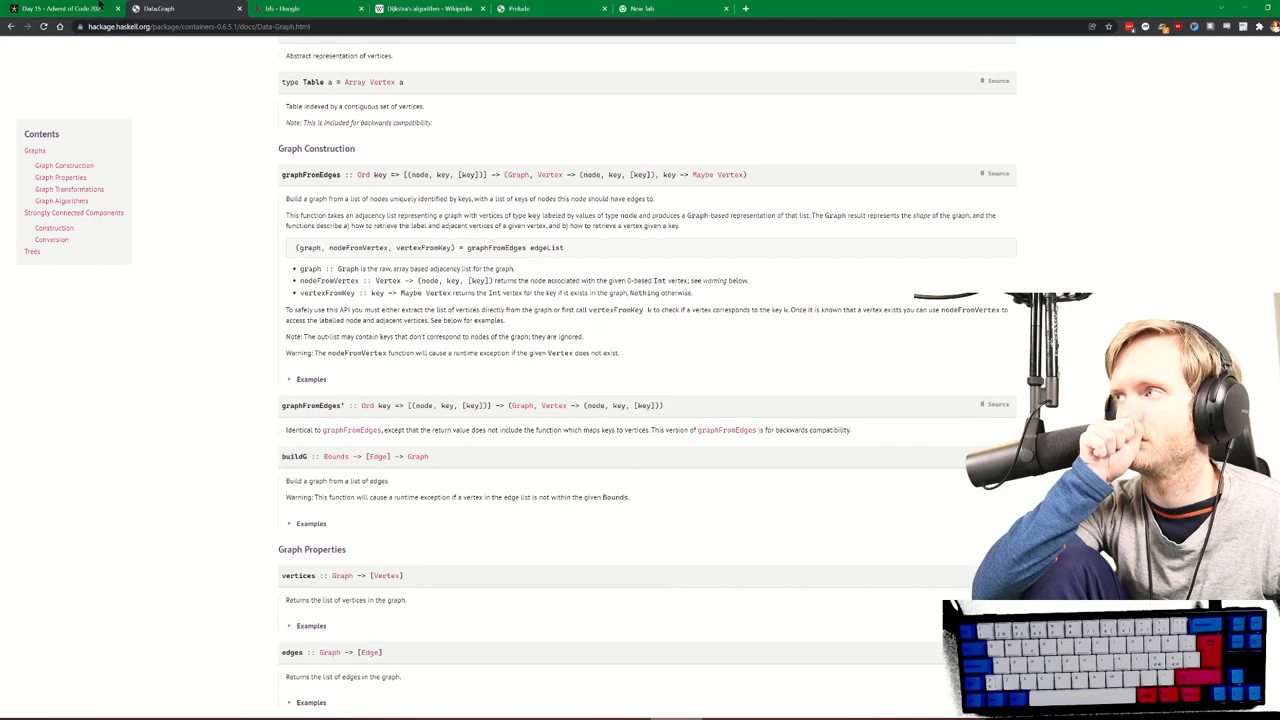 Day 15 - Advent of Code 202
Data.Graph
bfs - Google
Dijkstra's algorithm - Wikipedia
Prelude
New Tab
hackage.haskell.org/package/containers-0.6.5.1/docs/Data-Graph.html
Abstract representation of vertices.
type Table a = Array Vertex a
# Source
Table indexed by a contiguous set of vertices.
Note: This is included for backwards compatibility.
Contents
Graphs
Graph Construction
Graph Properties
Graph Transformations
Graph Algorithms
Strongly Connected Components
Construction
Conversion
Trees
Graph Construction
graphFromEdges :: Ord key => [(node, key, [key])] -> (Graph, Vertex -> (node, key, [key]), key -> Maybe Vertex)
# Source
Build a graph from a list of nodes uniquely identified by keys, with a list of keys of nodes this node should have edges to.
This function takes an adjacency list representing a graph with vertices of type key labeled by values of type node and produces a Graph-based representation of that list. The Graph result represents the shape of the graph, and the
functions describe a) how to retrieve the label and adjacent vertices of a given vertex, and b) how to retrieve a vertex given a key.
(graph, nodeFromVertex, vertexFromKey) = graphFromEdges edgeList
• graph :: Graph is the raw, array based adjacency list for the graph.
• nodeFromVertex :: Vertex -> (node, key, [key]) returns the node associated with the given 0-based Int vertex; see warning below.
• vertexFromKey :: key -> Maybe Vertex returns the Int vertex for the key if it exists in the graph, Nothing otherwise.
To safely use this API you must either extract the list of vertices directly from the graph or first call vertexFromKey k to check if a vertex corresponds to the key k. Once it is known that a vertex exists you can use nodeFromVertex to
access the labelled node and adjacent vertices. See below for examples.
Note: The out-list may contain keys that don't correspond to nodes of the graph; they are ignored.
Warning: The nodeFromVertex function will cause a runtime exception if the given Vertex does not exist.
Examples
graphFromEdges' :: Ord key => [(node, key, [key])] -> (Graph, Vertex -> (node, key, [key]))
# Source
Identical to graphFromEdges, except that the return value does not include the function which maps keys to vertices. This version of graphFromEdges is for backwards compatibility.
buildG :: Bounds -> [Edge] -> Graph
Build a graph from a list of edges.
Warning: This function will cause a runtime exception if a vertex in the edge list is not within the given Bounds.
Examples
Graph Properties
vertices :: Graph -> [Vertex]
Returns the list of vertices in the graph.
Examples
edges :: Graph -> [Edge]
Returns the list of edges in the graph.
Examples